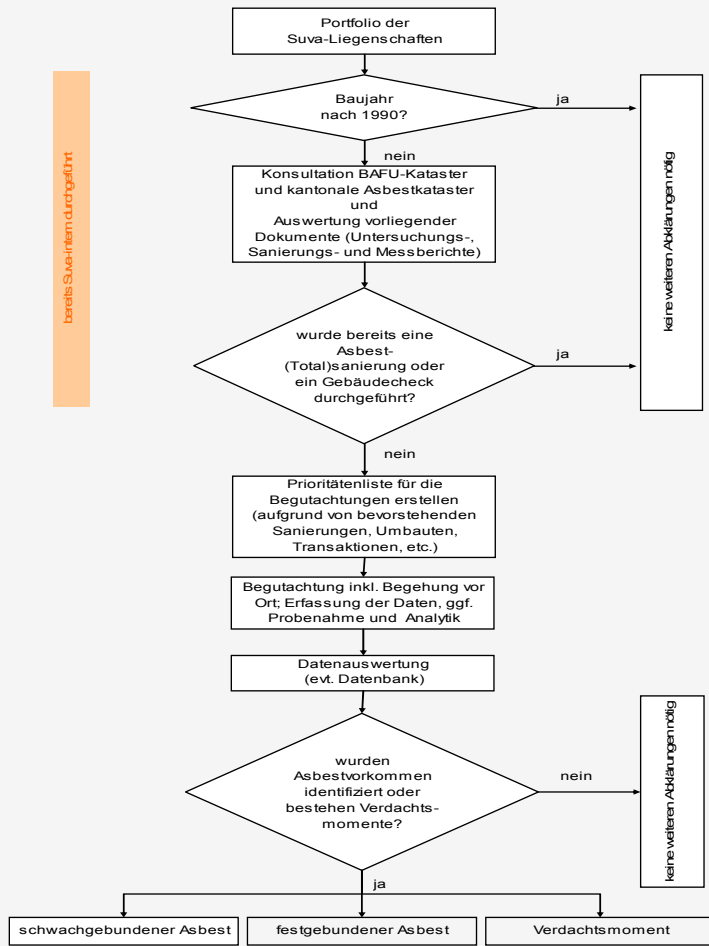 Portfolio der
Suva-Liegenschaften
bereits Suva-intern durchgeführt
Baujahr
nach 1990?
ja
nein
keine weiteren Abklärungen nötig
Konsultation BAFU-Kataster
und kantonale Asbestkataster
und
Auswertung vorliegender
Dokumente (Untersuchungs-,
Sanierungs- und Messberichte)
wurde bereits eine
Asbest-
(Total)sanierung oder
ein Gebäudecheck
durchgeführt?
ja
nein
Prioritätenliste für die
Begutachtungen erstellen
(aufgrund von bevorstehenden
Sanierungen, Umbauten,
Transaktionen, etc.)
Begutachtung inkl. Begehung vor
Ort; Erfassung der Daten, ggf.
Probenahme und Analytik
Datenauswertung
(evt. Datenbank)
wurden
Asbestvorkommen
identifiziert oder
bestehen Verdachts-
momente?
nein
keine weiteren Abklärungen nötig
ja
schwachgebundener Asbest
festgebundener Asbest
Verdachtsmoment